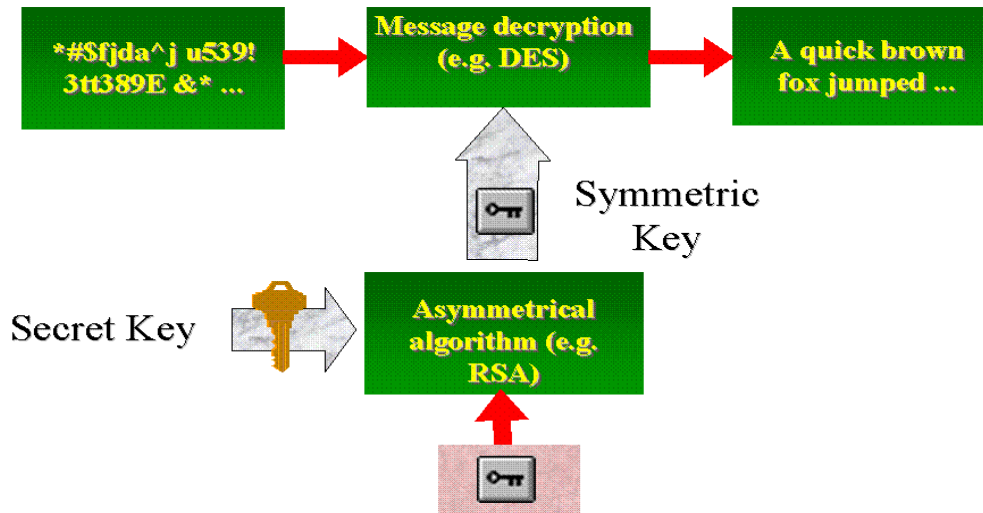 *#$fjda^j u539!
3tt389E &* ...
Message decryption
(e.g. DES)
A quick brown
fox jumped ...
Symmetric
Key
Secret Key
Asymmetrical
algorithm (e.g.
RSA)